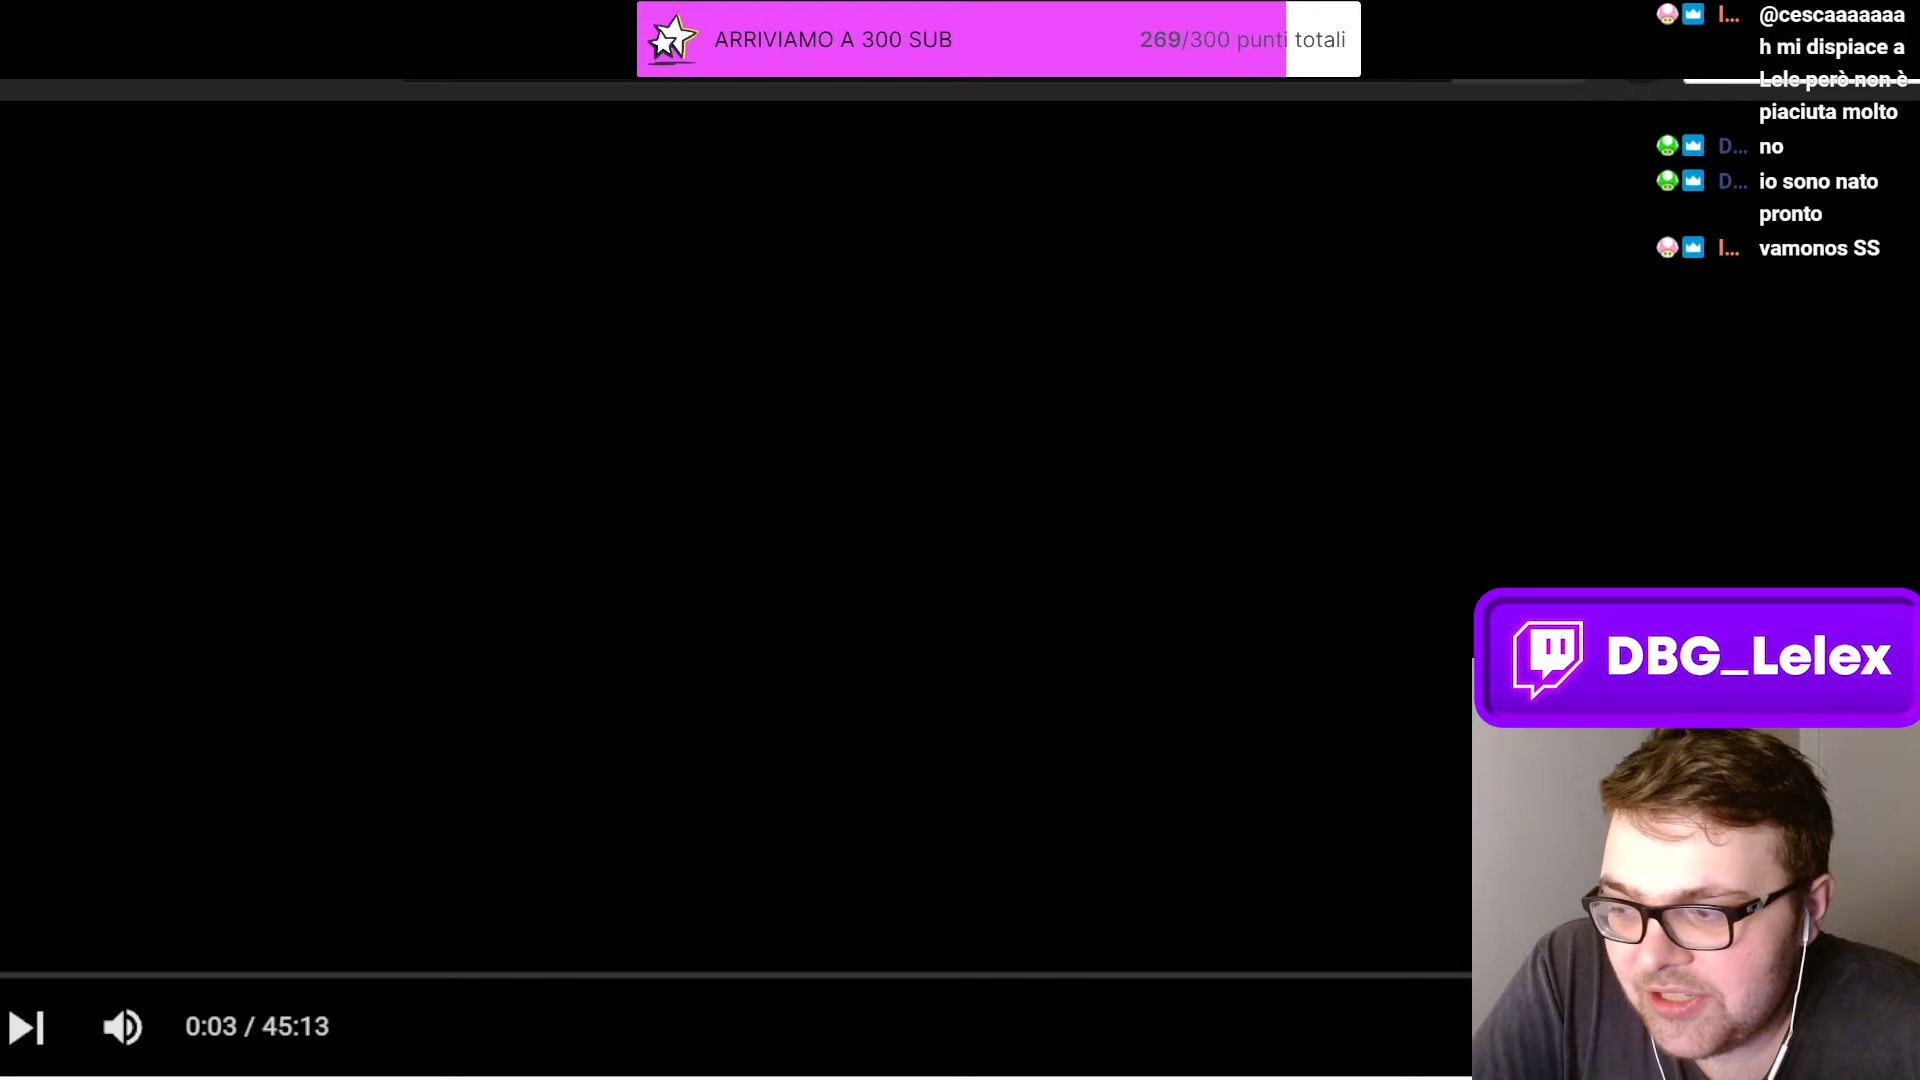 ARRIVIAMO A 300 SUB
269/300 punti totali
l... @cescaaaaaaa
h mi dispiace a
Lele però non è
piaciuta molto
D... no
D... io sono nato
pronto
l... vamonos SS
DBG_Lelex
0:03 / 45:13